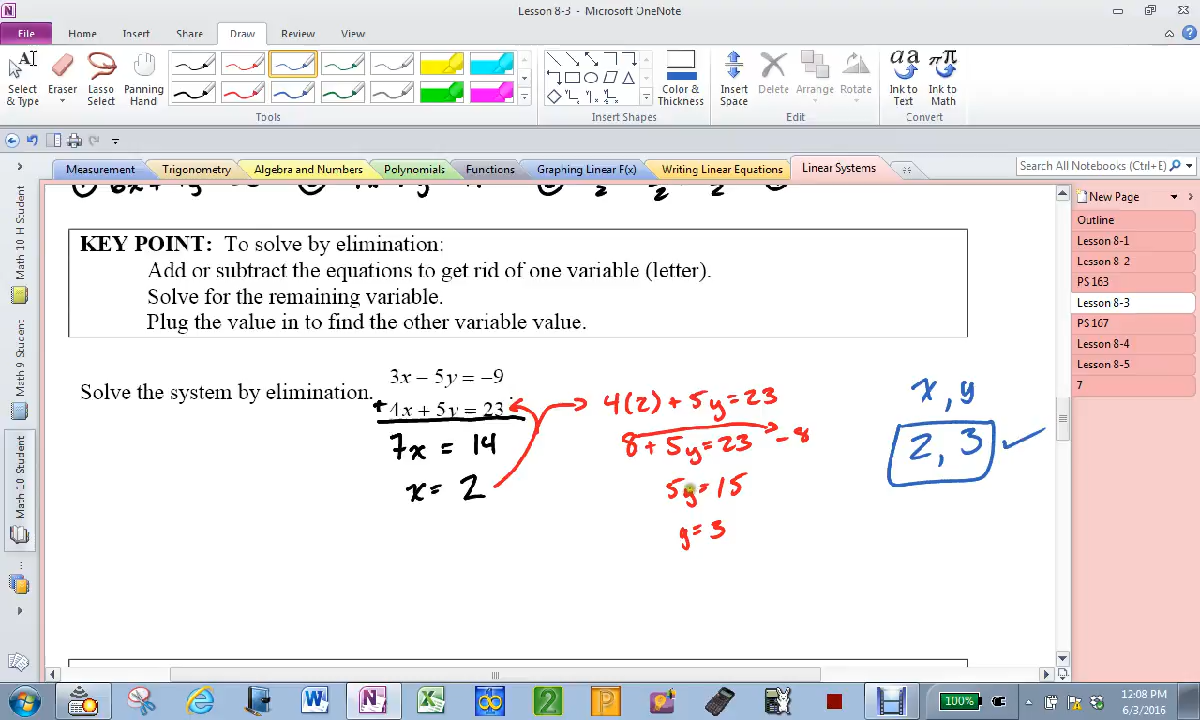 Lesson 8-3 - Microsoft OneNote
File Home Insert Share Draw Review View
Select & Type
Eraser
Lasso Select
Panning Hand
Color & Thickness
Insert Space
Delete
Arrange
Rotate
Ink to Text
Ink to Math
Tools
Insert Shapes
Edit
Convert
Measurement Trigonometry Algebra and Numbers Polynomials Functions Graphing Linear F(x) Writing Linear Equations Linear Systems
Search All Notebooks (Ctrl+E)
New Page
Outline
Lesson 8-1
Lesson 8-2
PS 163
Lesson 8-3
PS 167
Lesson 8-4
Lesson 8-5
7
Math 10 H Student
Math 9 Student
Math 10 Student
KEY POINT: To solve by elimination:
Add or subtract the equations to get rid of one variable (letter).
Solve for the remaining variable.
Plug the value in to find the other variable value.
Solve the system by elimination.
3x − 5y = −9
+ 4x + 5y = 23.
7x = 14
x = 2
4(2) + 5y = 23
8 + 5y = 23 - 8
5y = 15
y = 3
x, y
2, 3 ✓
100%
12:08 PM
6/3/2016